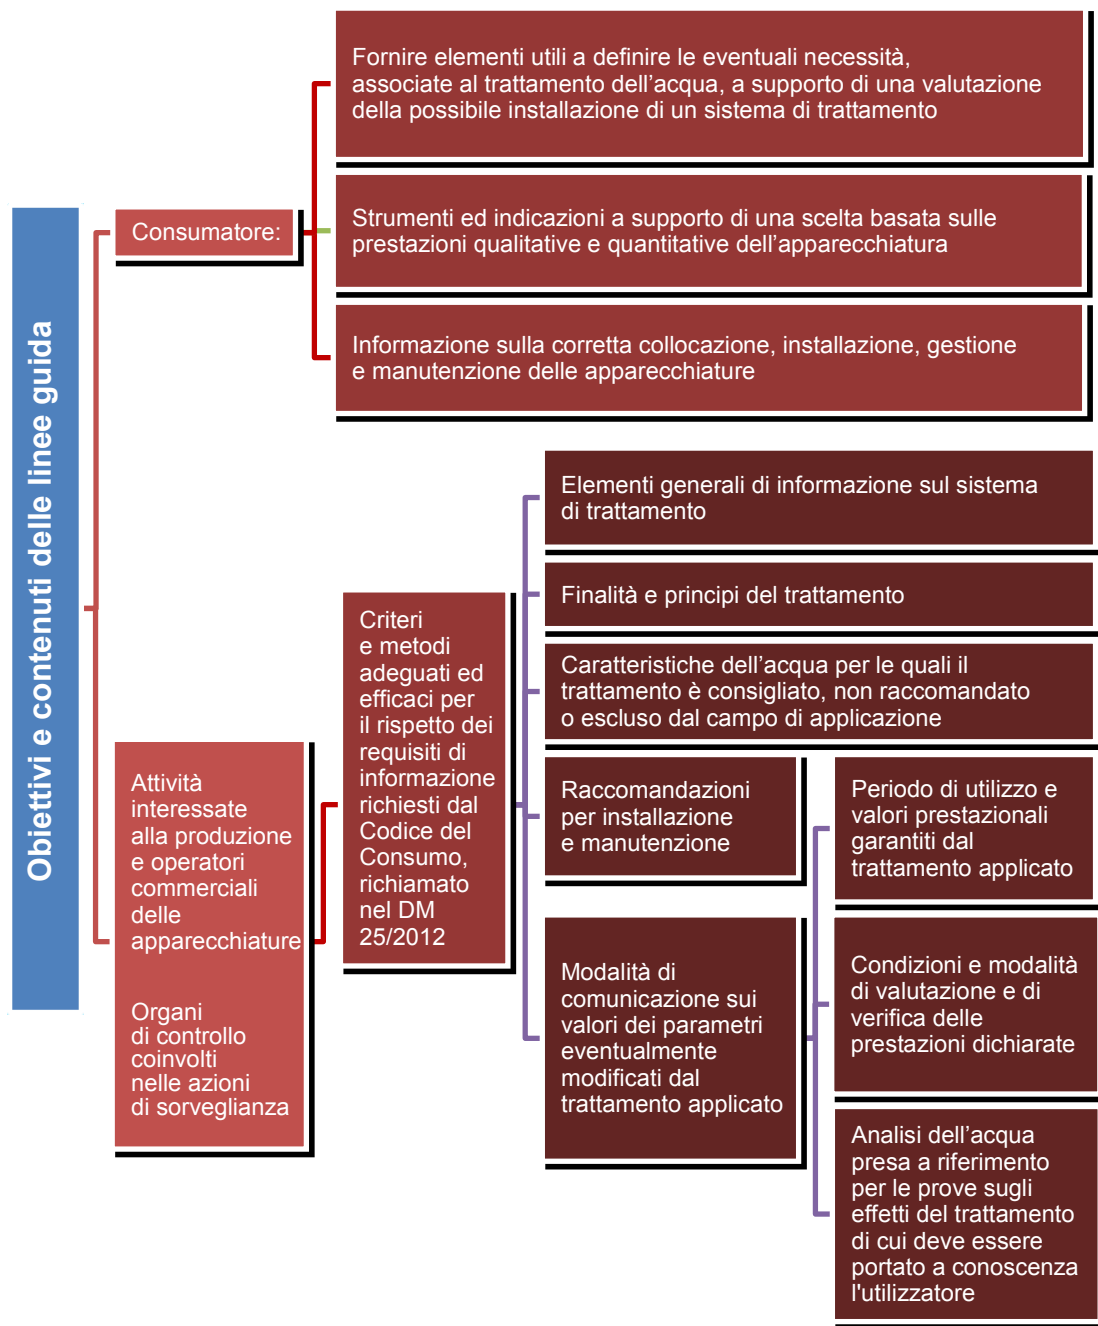 Obiettivi e contenuti delle linee guida
Consumatore:
Fornire elementi utili a definire le eventuali necessità,
associate al trattamento dell’acqua, a supporto di una valutazione
della possibile installazione di un sistema di trattamento
Strumenti ed indicazioni a supporto di una scelta basata sulle
prestazioni qualitative e quantitative dell’apparecchiatura
Informazione sulla corretta collocazione, installazione, gestione
e manutenzione delle apparecchiature
Attività
interessate
alla produzione
e operatori
commerciali
delle
apparecchiature
Organi
di controllo
coinvolti
nelle azioni
di sorveglianza
Criteri
e metodi
adeguati ed
efficaci per
il rispetto dei
requisiti di
informazione
richiesti dal
Codice del
Consumo,
richiamato
nel DM
25/2012
Elementi generali di informazione sul sistema
di trattamento
Finalità e principi del trattamento
Caratteristiche dell’acqua per le quali il
trattamento è consigliato, non raccomandato
o escluso dal campo di applicazione
Raccomandazioni
per installazione
e manutenzione
Modalità di
comunicazione sui
valori dei parametri
eventualmente
modificati dal
trattamento applicato
Periodo di utilizzo e
valori prestazionali
garantiti dal
trattamento applicato
Condizioni e modalità
di valutazione e di
verifica delle
prestazioni dichiarate
Analisi dell’acqua
presa a riferimento
per le prove sugli
effetti del trattamento
di cui deve essere
portato a conoscenza
l'utilizzatore